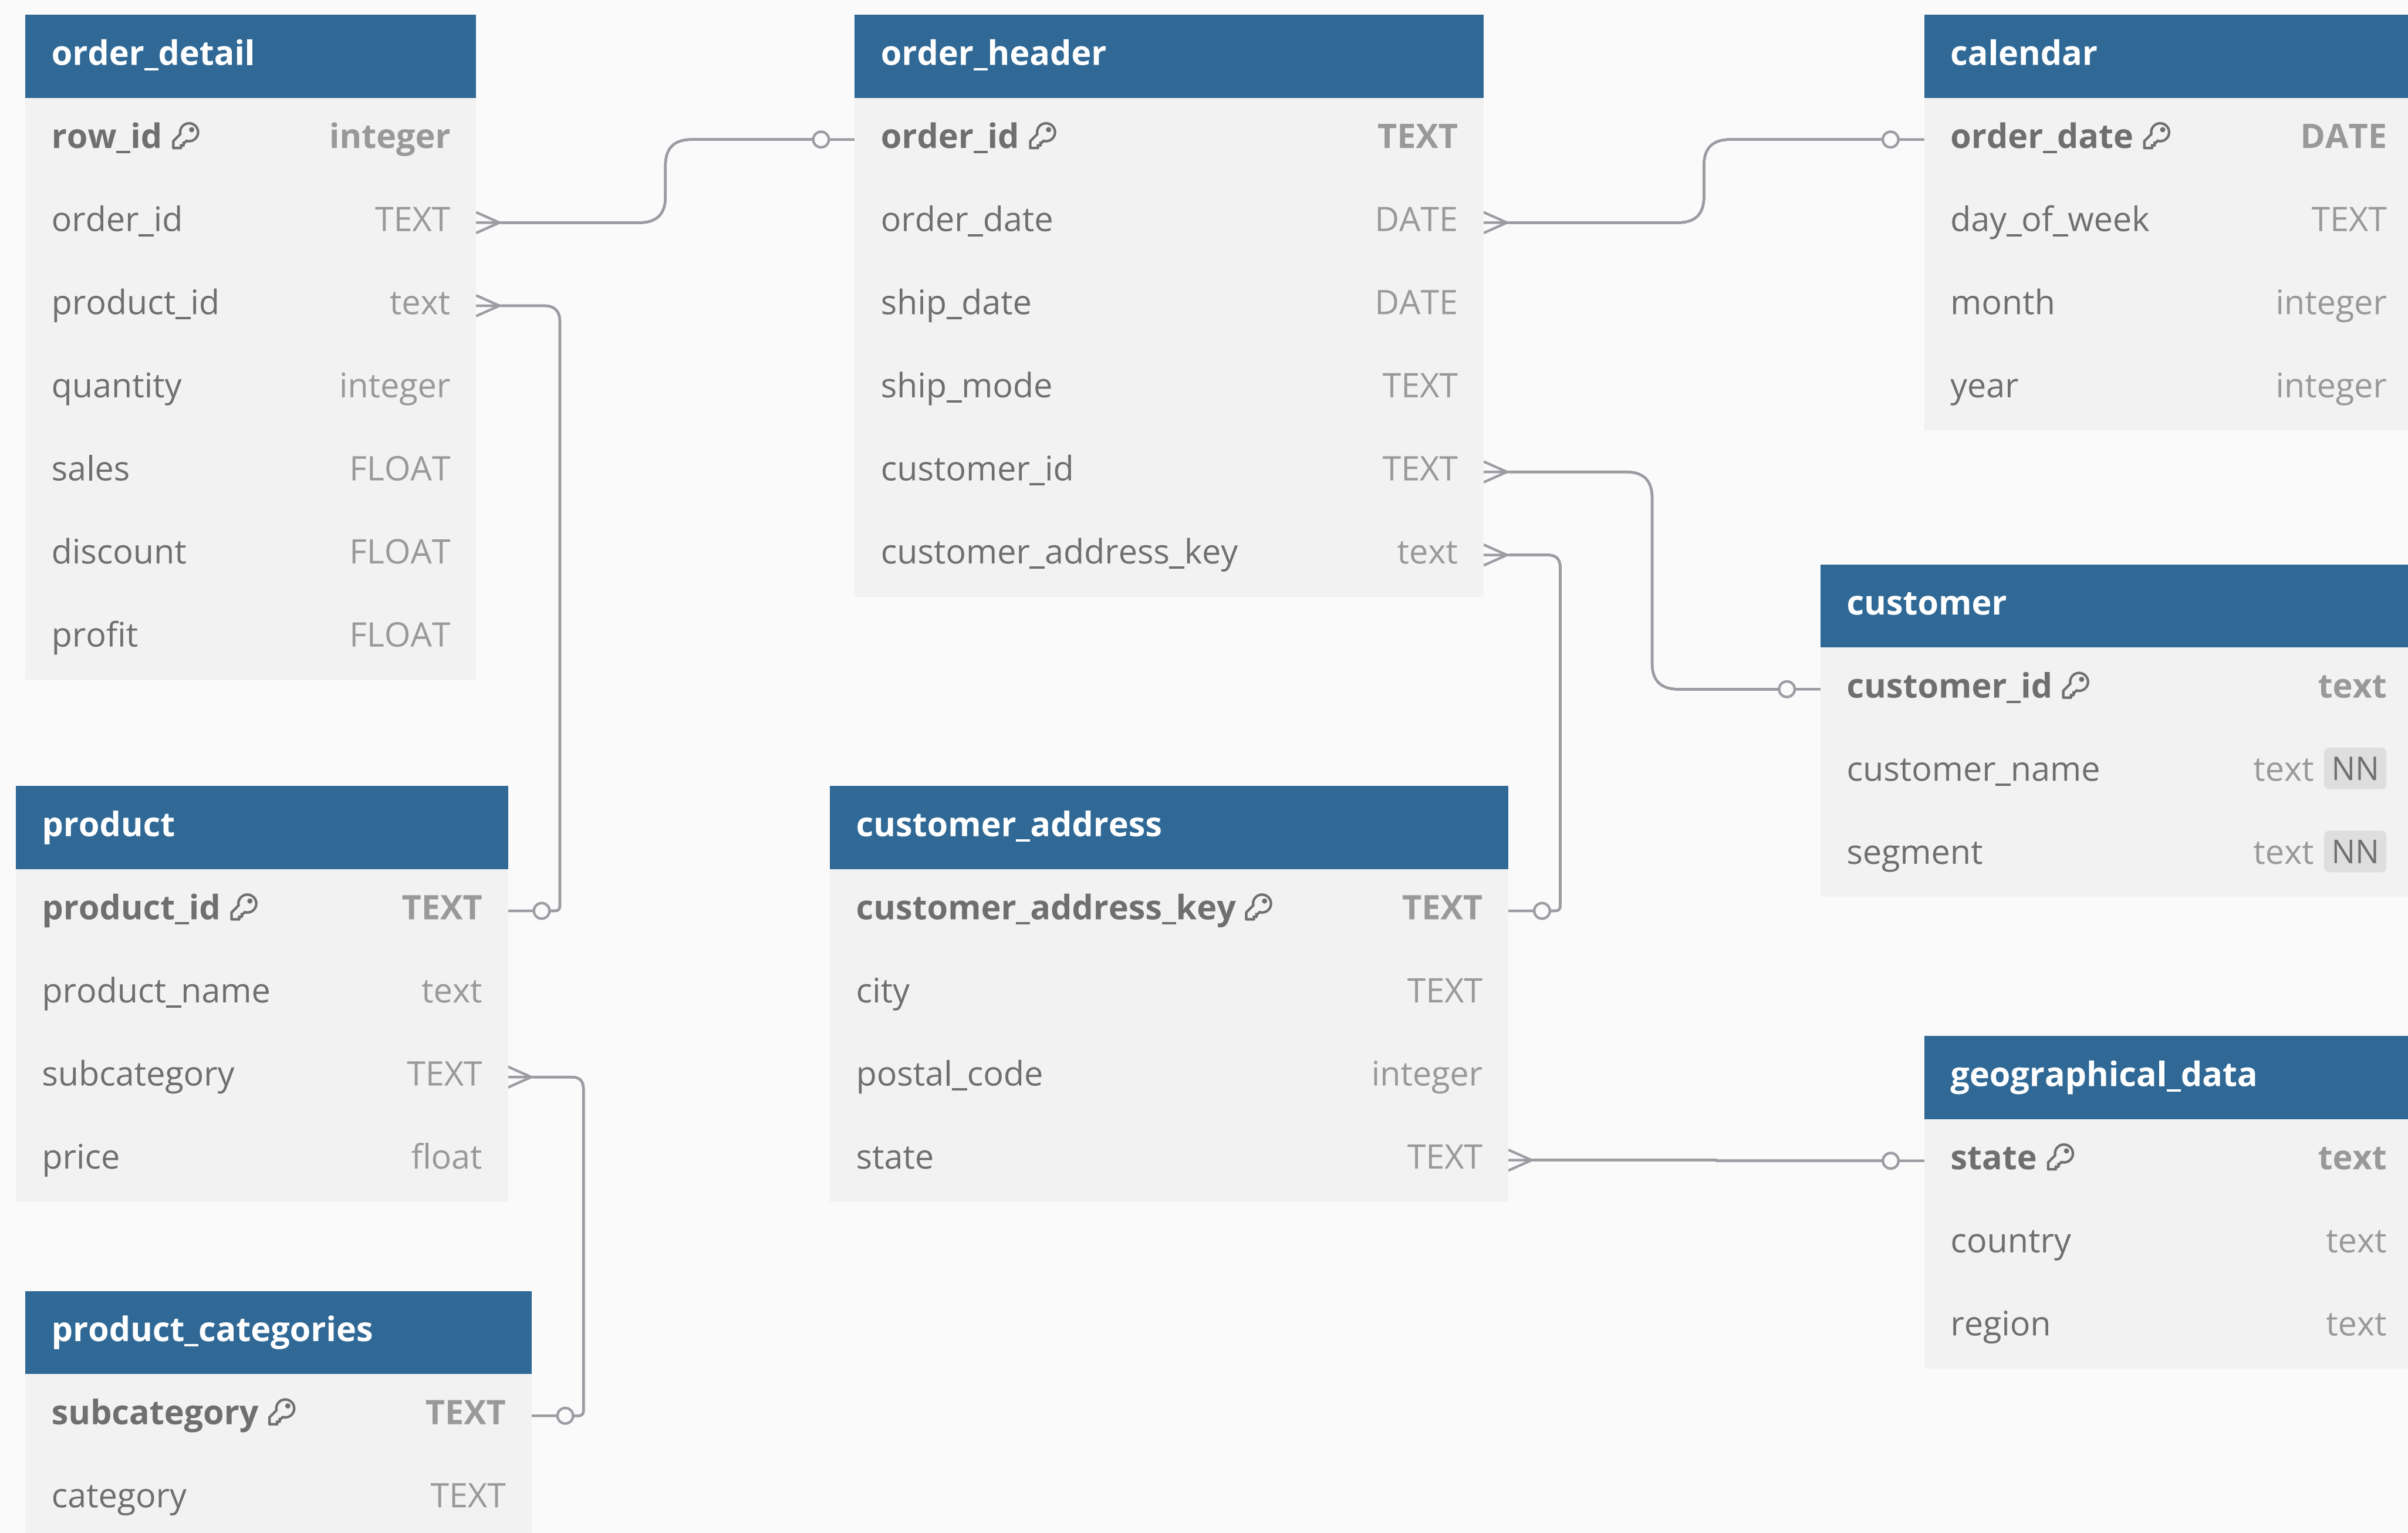 order_detail
row_id integer
order_id TEXT
product_id text
quantity integer
sales FLOAT
discount FLOAT
profit FLOAT
order_header
order_id TEXT
order_date DATE
ship_date DATE
ship_mode TEXT
customer_id TEXT
customer_address_key text
calendar
order_date DATE
day_of_week TEXT
month integer
year integer
customer
customer_id text
customer_name text NN
segment text NN
product
product_id TEXT
product_name text
subcategory TEXT
price float
customer_address
customer_address_key TEXT
city TEXT
postal_code integer
state TEXT
geographical_data
state text
country text
region text
product_categories
subcategory TEXT
category TEXT